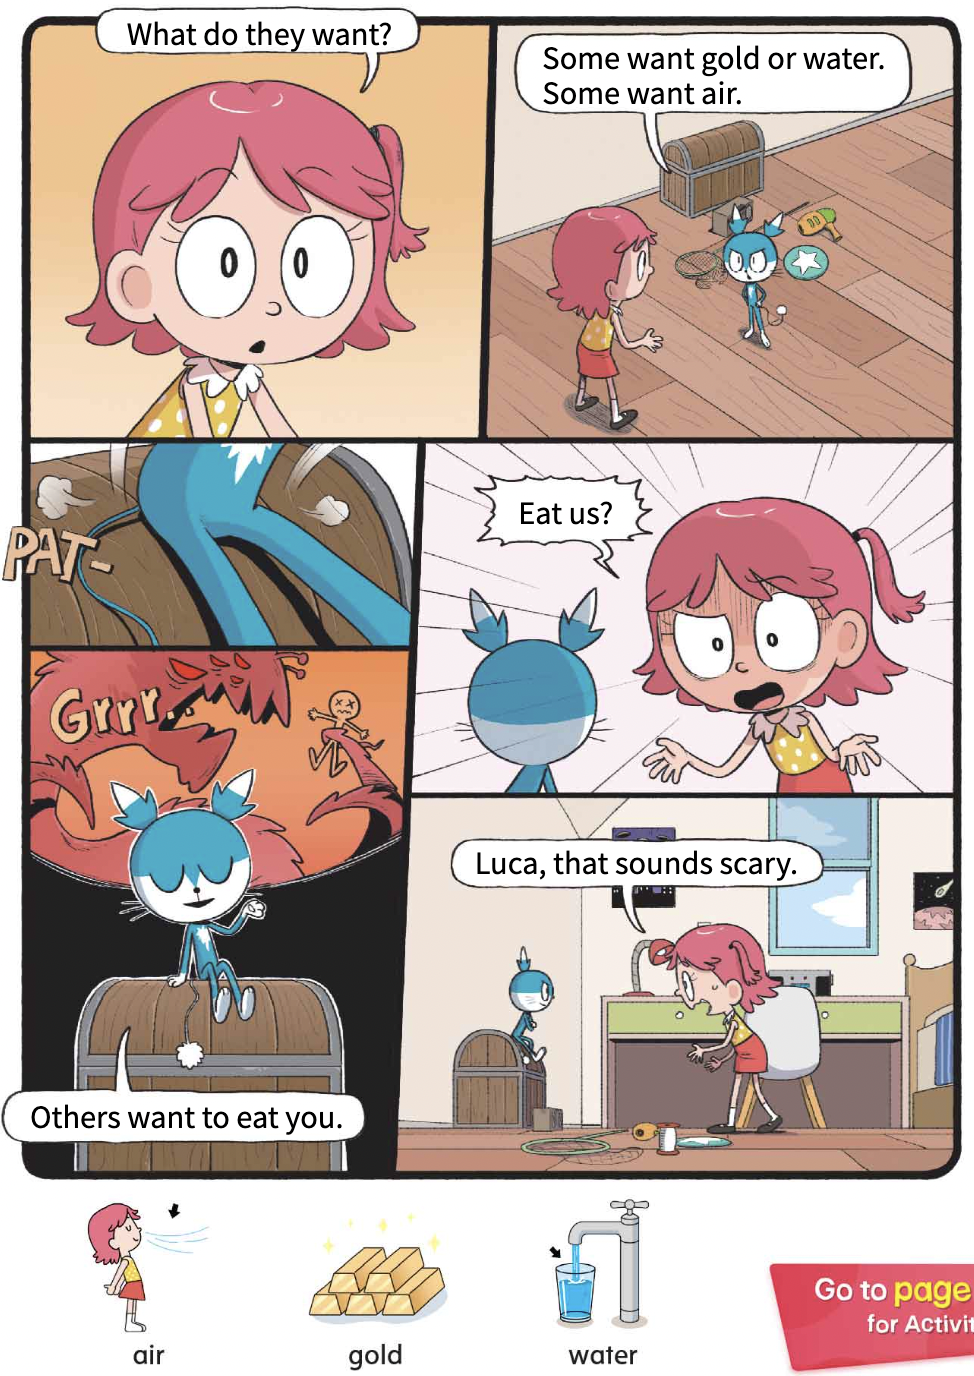 What do they want?
Some want gold or water.
Some want air.
PAT-
Eat us?
Grrr..
Others want to eat you.
Luca, that sounds scary.
air
gold
water
Go to page
for Activit